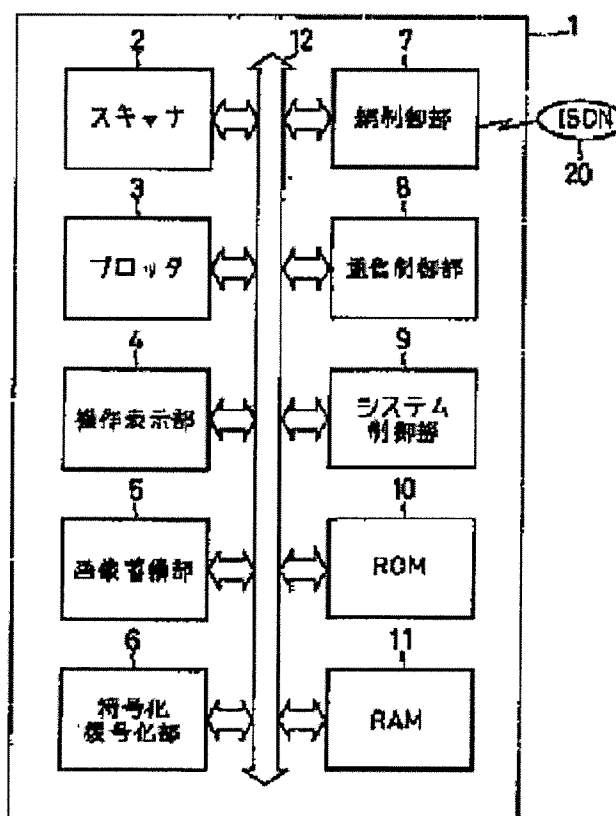 1
12
2
スキャナ
7
網制御部
ISDN
20
3
プロッタ
8
通信制御部
4
操作表示部
9
システム
制御部
5
画像蓄積部
10
ROM
6
符号化
復号化部
11
RAM